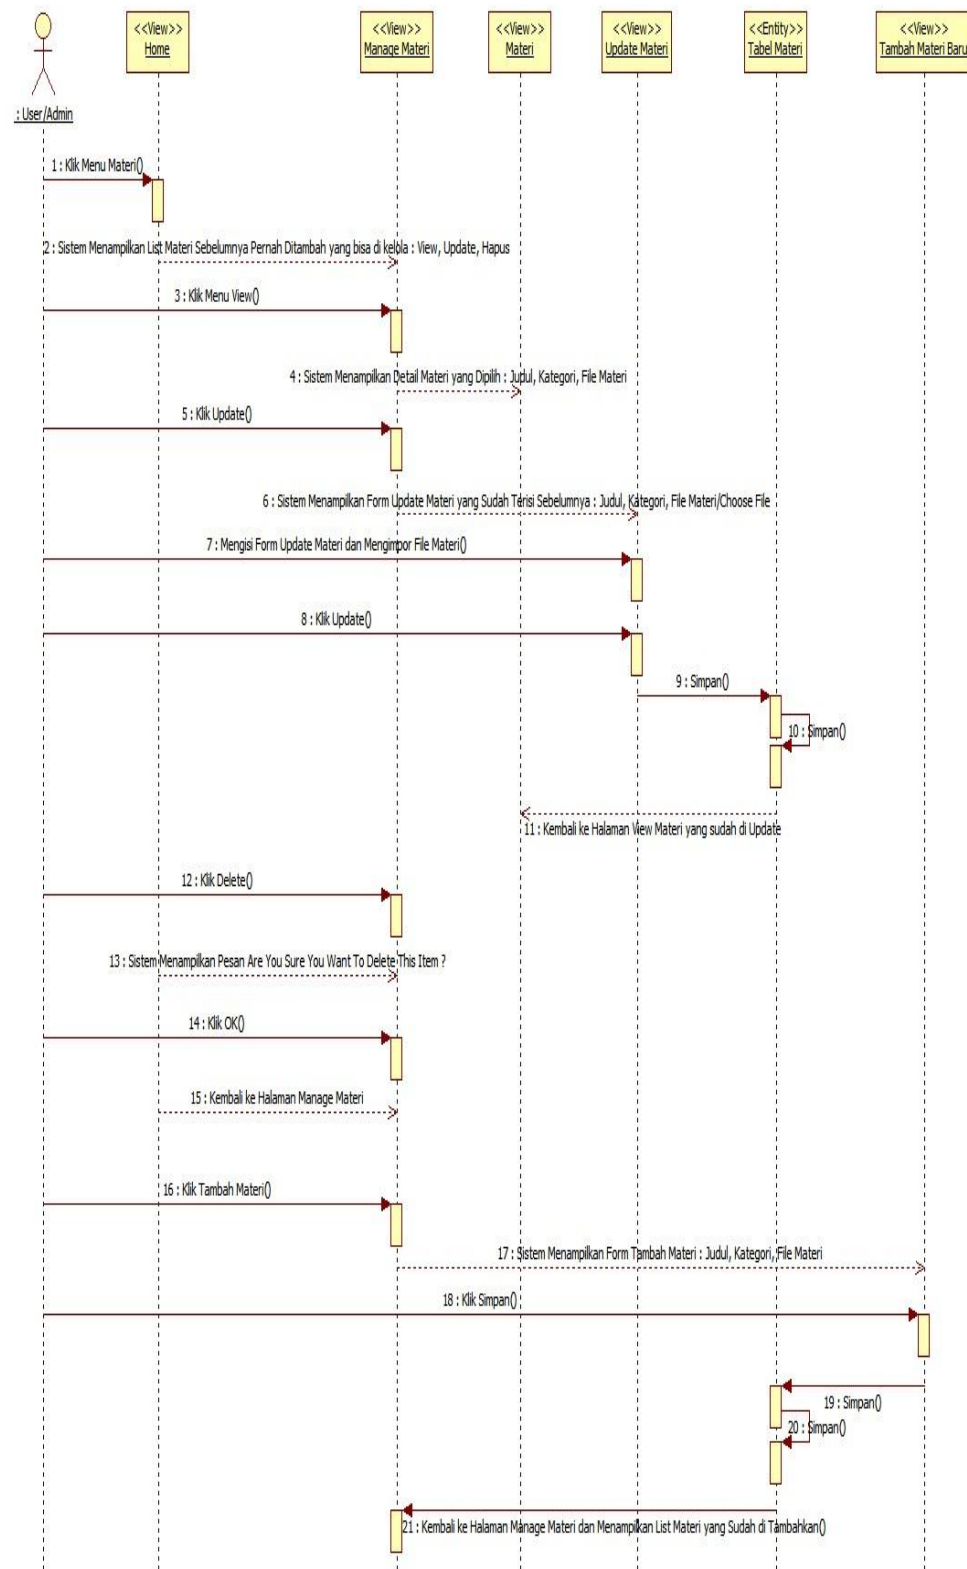 <<View>>
Home
<<View>>
Manage Materi
<<View>>
Materi
<<View>>
Update Materi
<<Entity>>
Tabel Materi
<<View>>
Tambah Materi Baru
: User/Admin
1 : Klik Menu Materi()
2 : Sistem Menampilkan List Materi Sebelumnya Pernah Ditambah yang bisa di kelola : View, Update, Hapus
3 : Klik Menu View()
4 : Sistem Menampilkan Detail Materi yang Dipilih : Judul, Kategori, File Materi
5 : Klik Update()
6 : Sistem Menampilkan Form Update Materi yang Sudah Terisi Sebelumnya : Judul, Kategori, File Materi/Choose File
7 : Mengisi Form Update Materi dan Mengimpor File Materi()
8 : Klik Update()
9 : Simpan()
10 : Simpan()
11 : Kembali ke Halaman View Materi yang sudah di Update
12 : Klik Delete()
13 : Sistem Menampilkan Pesan Are You Sure You Want To Delete This Item ?
14 : Klik OK()
15 : Kembali ke Halaman Manage Materi
16 : Klik Tambah Materi()
17 : Sistem Menampilkan Form Tambah Materi : Judul, Kategori, File Materi
18 : Klik Simpan()
19 : Simpan()
20 : Simpan()
21 : Kembali ke Halaman Manage Materi dan Menampilkan List Materi yang Sudah di Tambahkan()